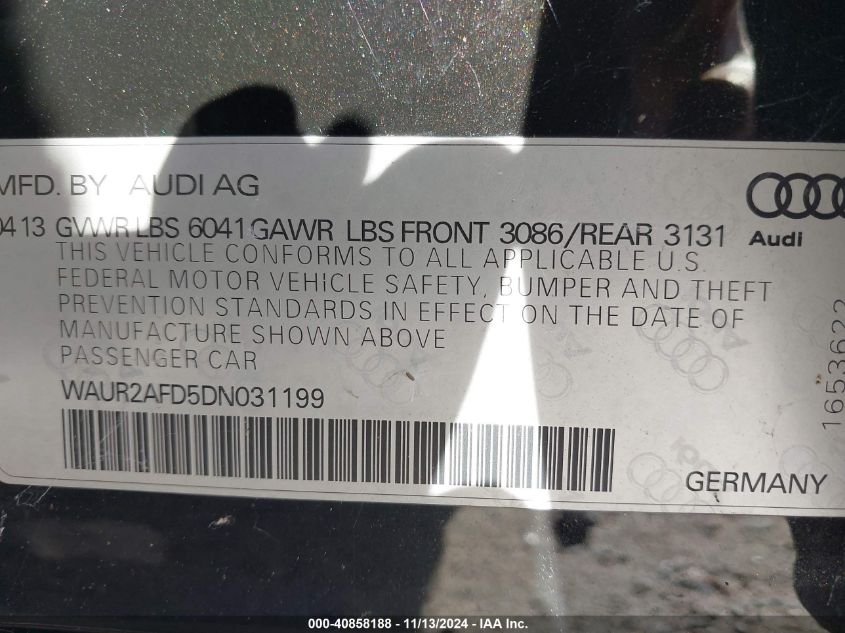 MFD. BY AUDI AG
0413 GVWR LBS 6041 GAWR LBS FRONT 3086/REAR 3131
THIS VEHICLE CONFORMS TO ALL APPLICABLE U.S.
FEDERAL MOTOR VEHICLE SAFETY, BUMPER AND THEFT
PREVENTION STANDARDS IN EFFECT ON THE DATE OF
MANUFACTURE SHOWN ABOVE
PASSENGER CAR
WAUR2AFD5DN031199
Audi
1653622
GERMANY
000-40858188 - 11/13/2024 - IAA Inc.